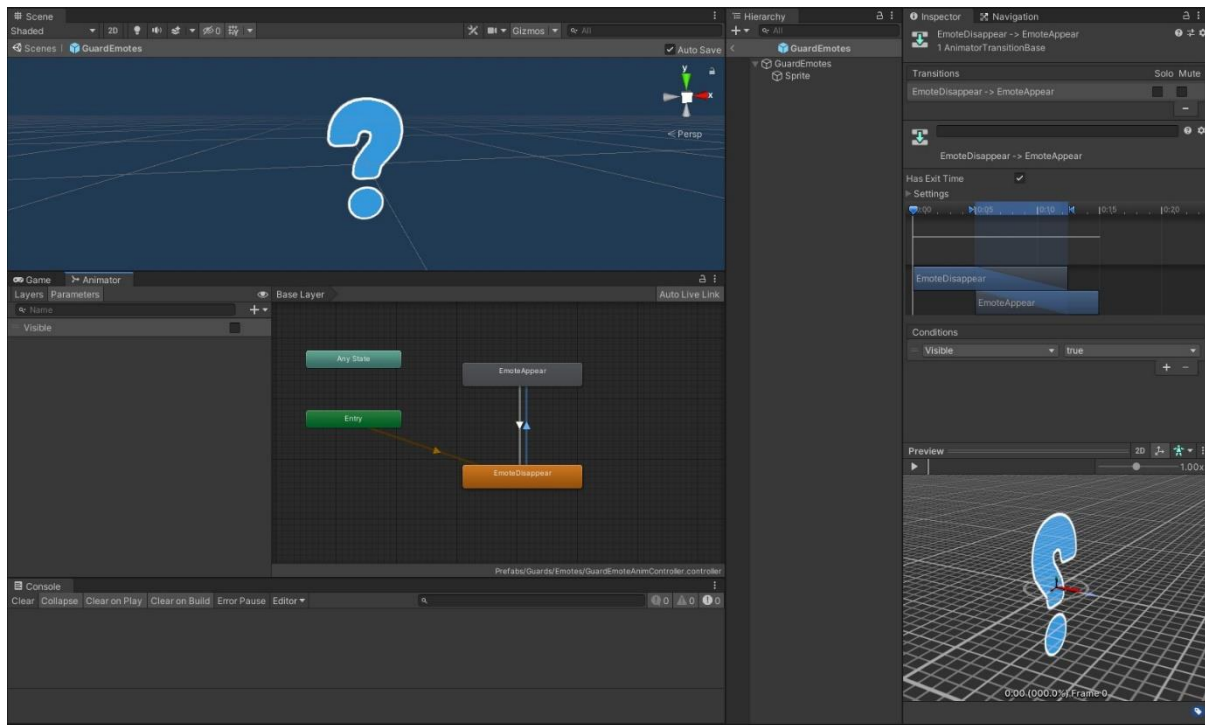 Scene
Shaded 2D 0 Gizmos All
Scenes | GuardEmotes Auto Save
y
x
Persp
Game Animator
Layers Parameters Base Layer Auto Live Link
Name
Visible
Any State
EmoteAppear
Entry
EmoteDisappear
Prefabs/Guards/Emotes/GuardEmoteAnimController.controller
Console
Clear Collapse Clear on Play Clear on Build Error Pause Editor 0 0 0
Hierarchy
All
GuardEmotes
GuardEmotes
Sprite
Inspector Navigation
EmoteDisappear -> EmoteAppear
1 AnimatorTransitionBase
Transitions Solo Mute
EmoteDisappear -> EmoteAppear
EmoteDisappear -> EmoteAppear
Has Exit Time
Settings
0:00 0:05 0:10 0:15 0:20
EmoteDisappear
EmoteAppear
Conditions
Visible true
Preview 2D
1.00x
0:00 (000.0%) Frame 0